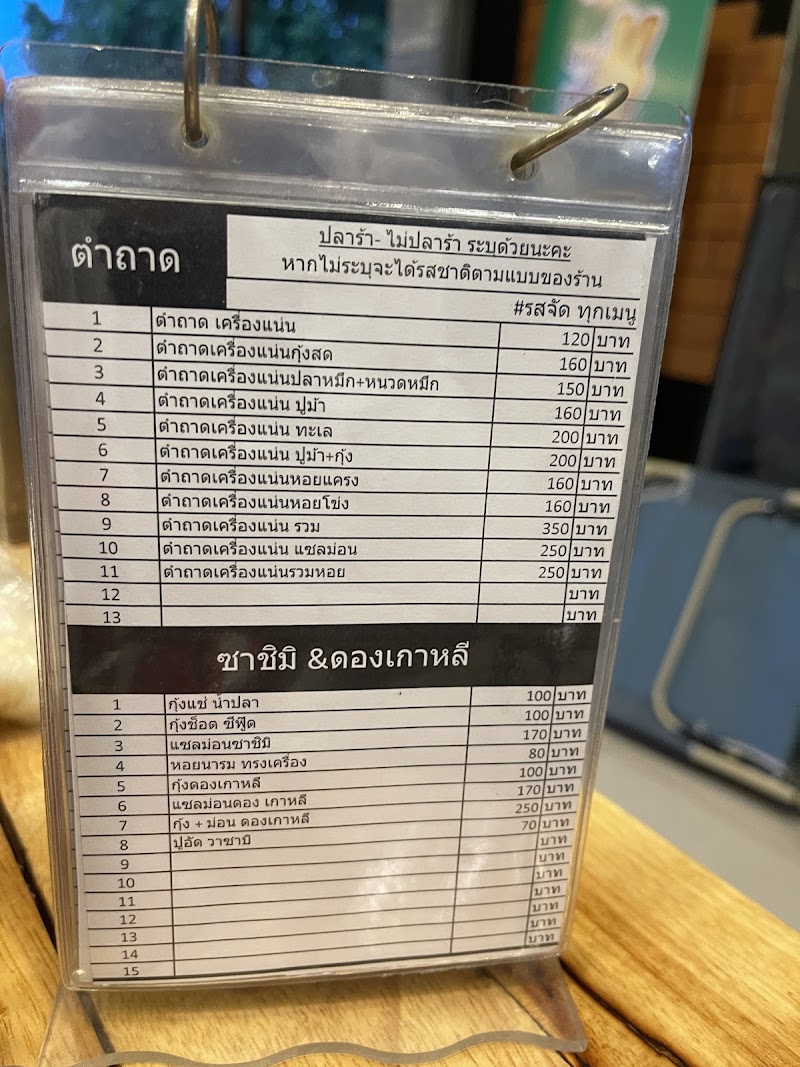 ตำถาด
ปลาร้า- ไม่ปลาร้า ระบุด้วยนะคะ
หากไม่ระบุจะได้รสชาติตามแบบของร้าน
#รสจัด ทุกเมนู
1 ตำถาด เครื่องแน่น 120 บาท
2 ตำถาดเครื่องแน่นกุ้งสด 160 บาท
3 ตำถาดเครื่องแน่นปลาหมึก+หนวดหมึก 150 บาท
4 ตำถาดเครื่องแน่น ปูม้า 160 บาท
5 ตำถาดเครื่องแน่น ทะเล 200 บาท
6 ตำถาดเครื่องแน่น ปูม้า+กุ้ง 200 บาท
7 ตำถาดเครื่องแน่นหอยแครง 160 บาท
8 ตำถาดเครื่องแน่นหอยโข่ง 160 บาท
9 ตำถาดเครื่องแน่น รวม 350 บาท
10 ตำถาดเครื่องแน่น แซลม่อน 250 บาท
11 ตำถาดเครื่องแน่นรวมหอย 250 บาท
12 บาท
13 บาท
ซาชิมิ &ดองเกาหลี
1 กุ้งแช่ น้ำปลา 100 บาท
2 กุ้งช็อต ซีฟู๊ด 100 บาท
3 แซลม่อนซาชิมิ 170 บาท
4 หอยนารม ทรงเครื่อง 80 บาท
5 กุ้งดองเกาหลี 100 บาท
6 แซลม่อนดอง เกาหลี 170 บาท
7 กุ้ง + ม่อน ดองเกาหลี 250 บาท
8 ปูอัด วาซาบิ 70 บาท
9 บาท
10 บาท
11 บาท
12 บาท
13 บาท
14 บาท
15 บาท